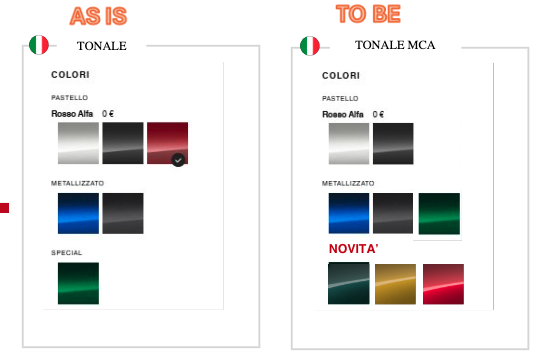 AS IS
TO BE
TONALE
TONALE MCA
COLORI
PASTELLO
Rosso Alfa 0 €
METALLIZZATO
SPECIAL
COLORI
PASTELLO
Rosso Alfa 0 €
METALLIZZATO
NOVITA'